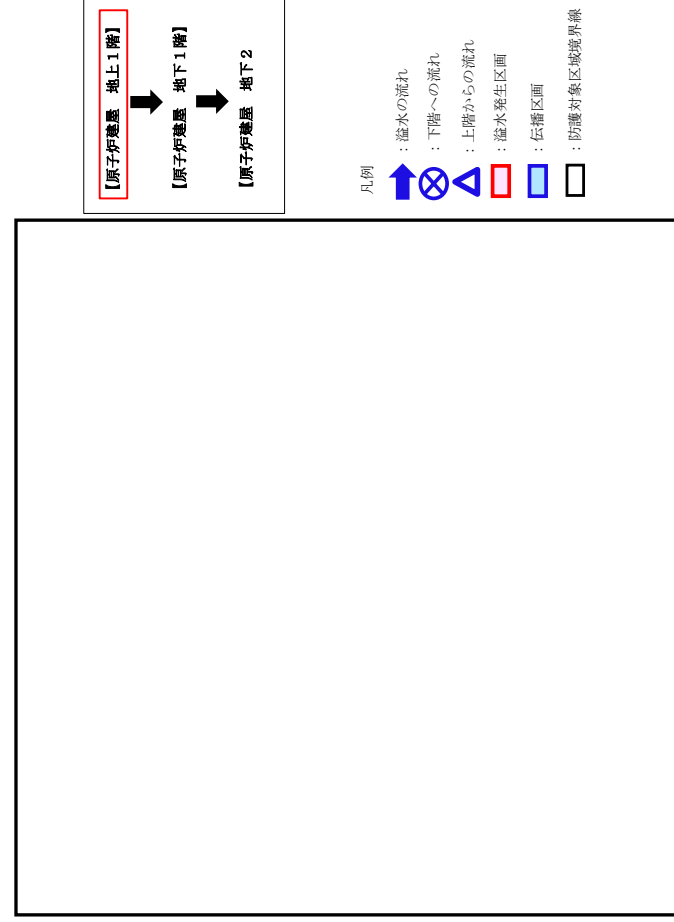 【原子炉建屋　地上１階】
【原子炉建屋　地下１階】
【原子炉建屋　地下２
凡例
：溢水の流れ
：下階への流れ
：上階からの流れ
：溢水発生区画
：伝播区画
：防護対象区域境界線